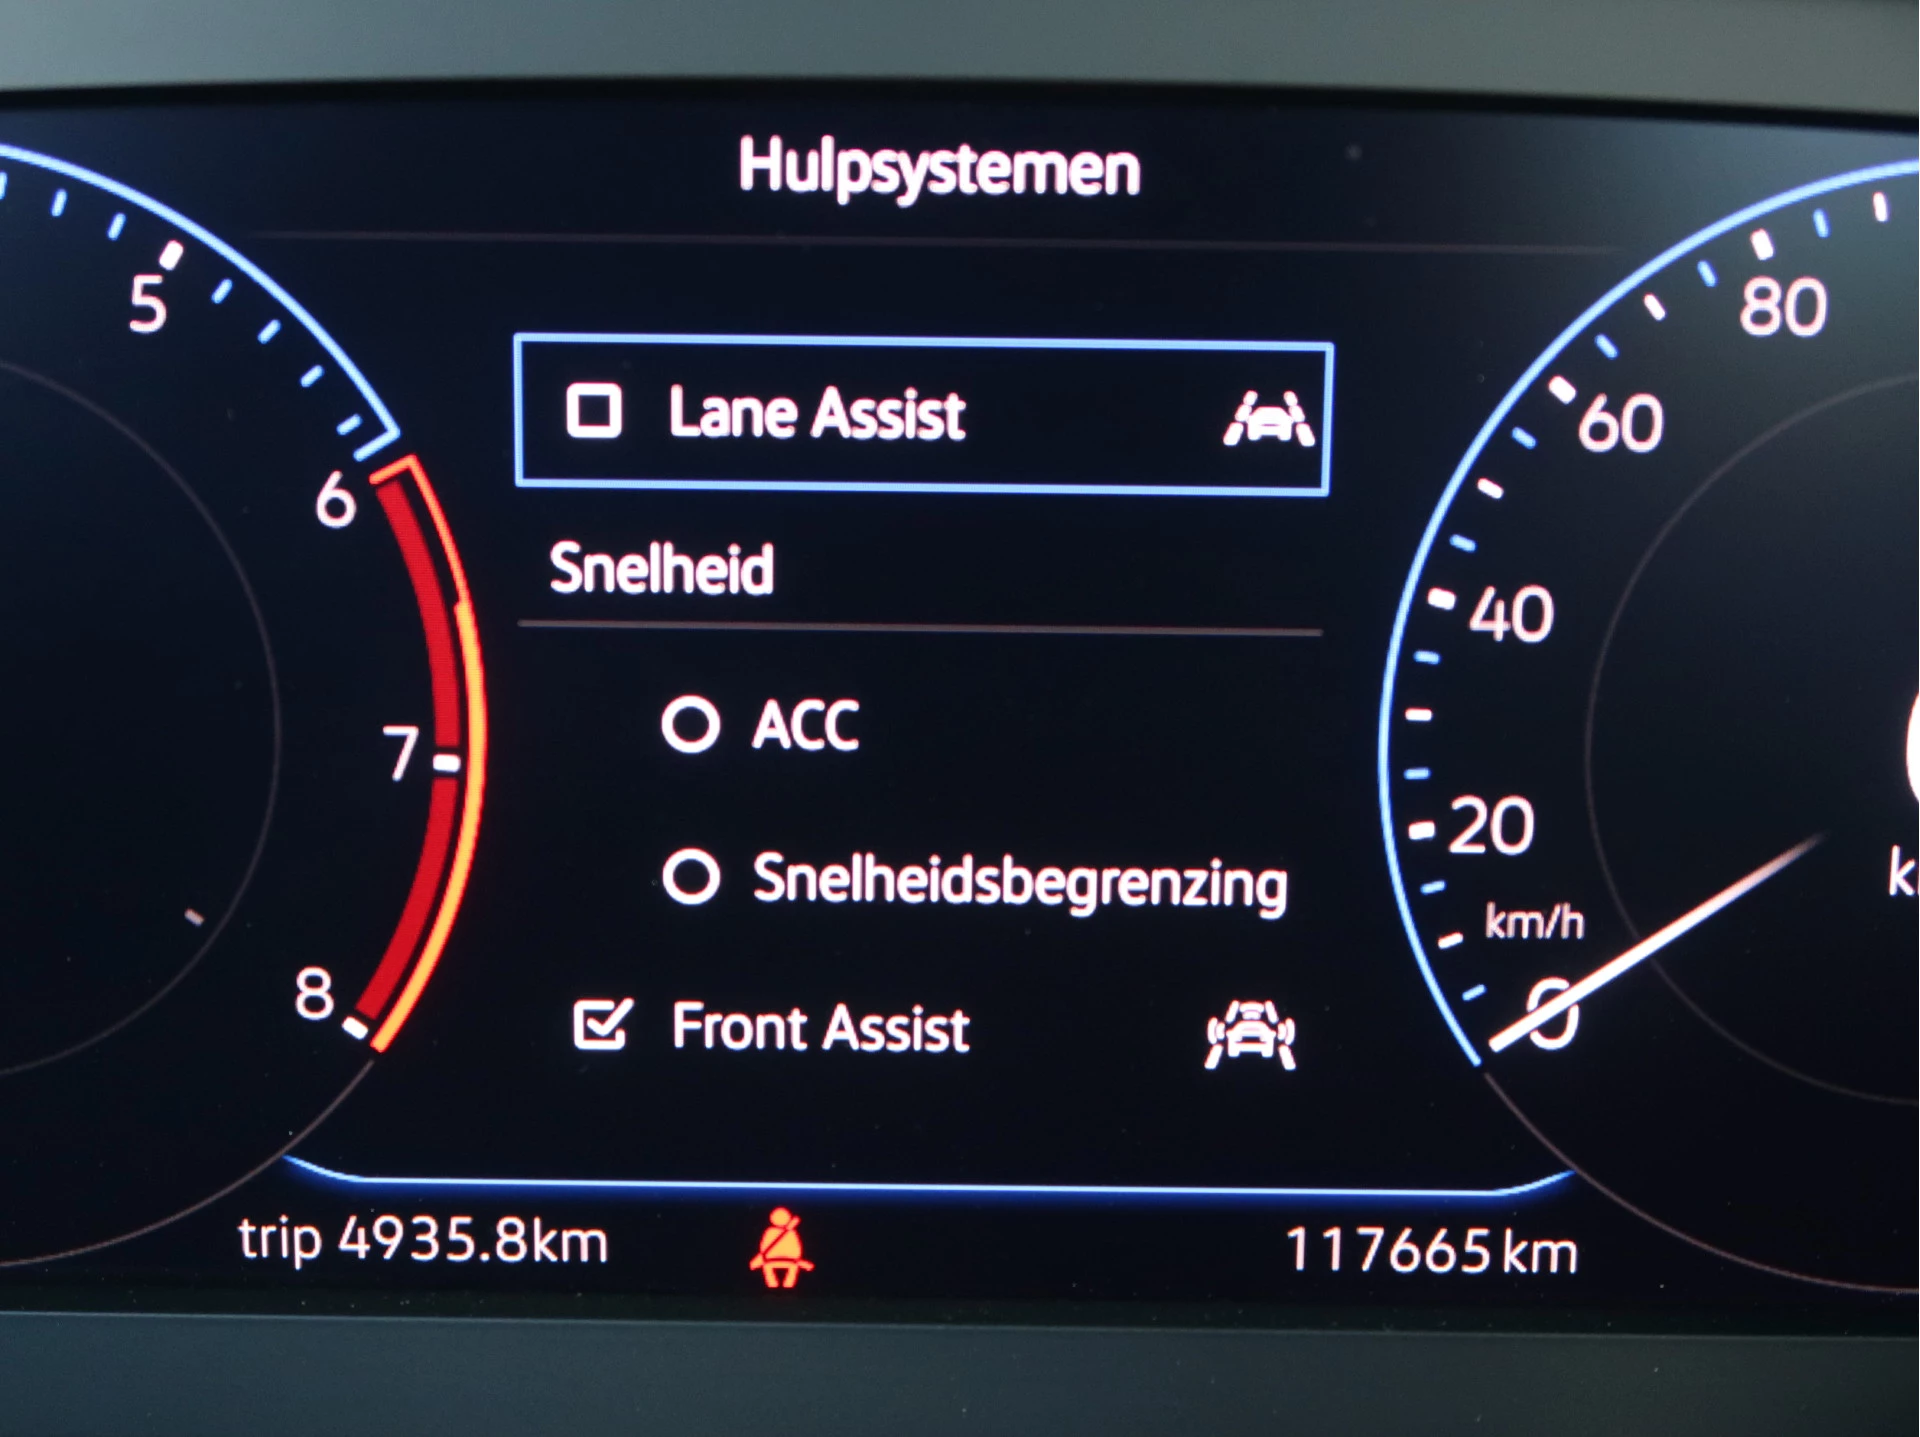 Hulpsystemen
5
6
7
8
Lane Assist
Snelheid
ACC
Snelheidsbegrenzing
Front Assist
80
60
40
20
km/h
0
trip 4935.8km
117665km